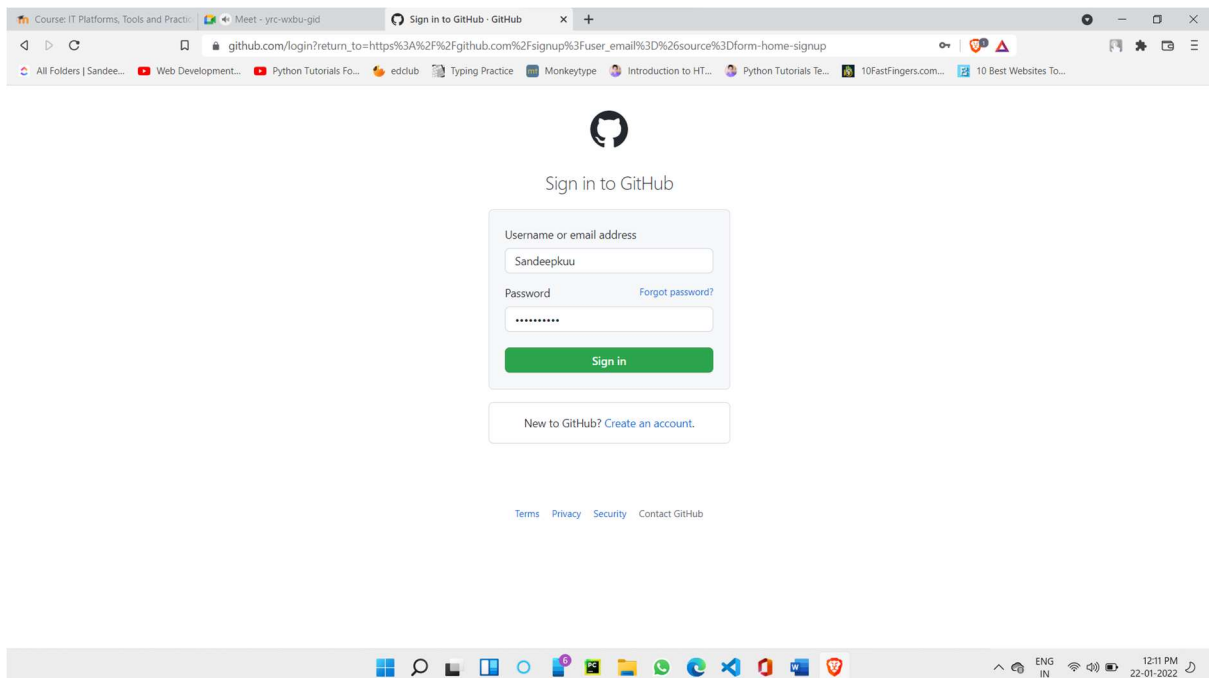 Course: IT Platforms, Tools and Practic
Meet - yrc-wxbu-gid
Sign in to GitHub · GitHub
github.com/login?return_to=https%3A%2F%2Fgithub.com%2Fsignup%3Fuser_email%3D%26source%3Dform-home-signup
All Folders | Sandee... Web Development... Python Tutorials Fo... edclub Typing Practice mt Monkeytype Introduction to HT... Python Tutorials Te... 10FastFingers.com... 10 Best Websites To...
Sign in to GitHub
Username or email address
Sandeepkuu
Password Forgot password?
Sign in
New to GitHub? Create an account.
Terms Privacy Security Contact GitHub
6 PC W
ENG
IN
12:11 PM
22-01-2022